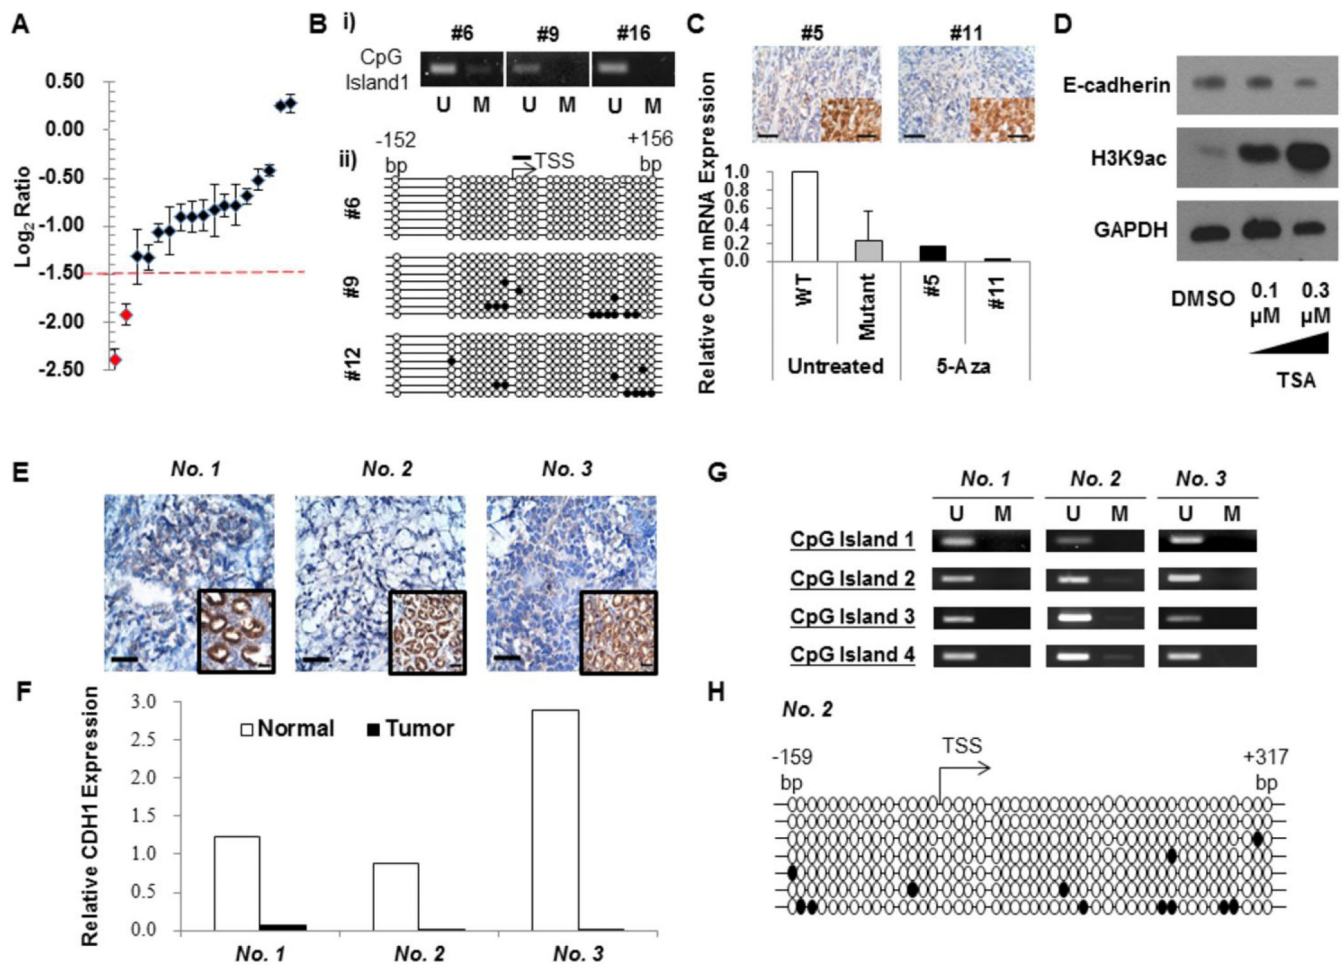 A
0.50
0.00
-0.50
-1.00
-1.50
-2.00
-2.50
Log2 Ratio
B i)
#6 #9 #16
CpG
Island1
U M U M U M
ii)
-152
bp
TSS
+156
bp
#6
#9
#12
C
#5 #11
Relative Cdh1 mRNA Expression
1.0
0.8
0.6
0.4
0.2
0.0
WT Mutant #5 #11
Untreated 5-Aza
D
E-cadherin
H3K9ac
GAPDH
DMSO 0.1 0.3
µM µM
TSA
E
No. 1 No. 2 No. 3
F
Relative CDH1 Expression
3.0
2.5
2.0
1.5
1.0
0.5
0.0
Normal Tumor
No. 1 No. 2 No. 3
G
No. 1 No. 2 No. 3
U M U M U M
CpG Island 1
CpG Island 2
CpG Island 3
CpG Island 4
H
No. 2
-159
bp
TSS
+317
bp